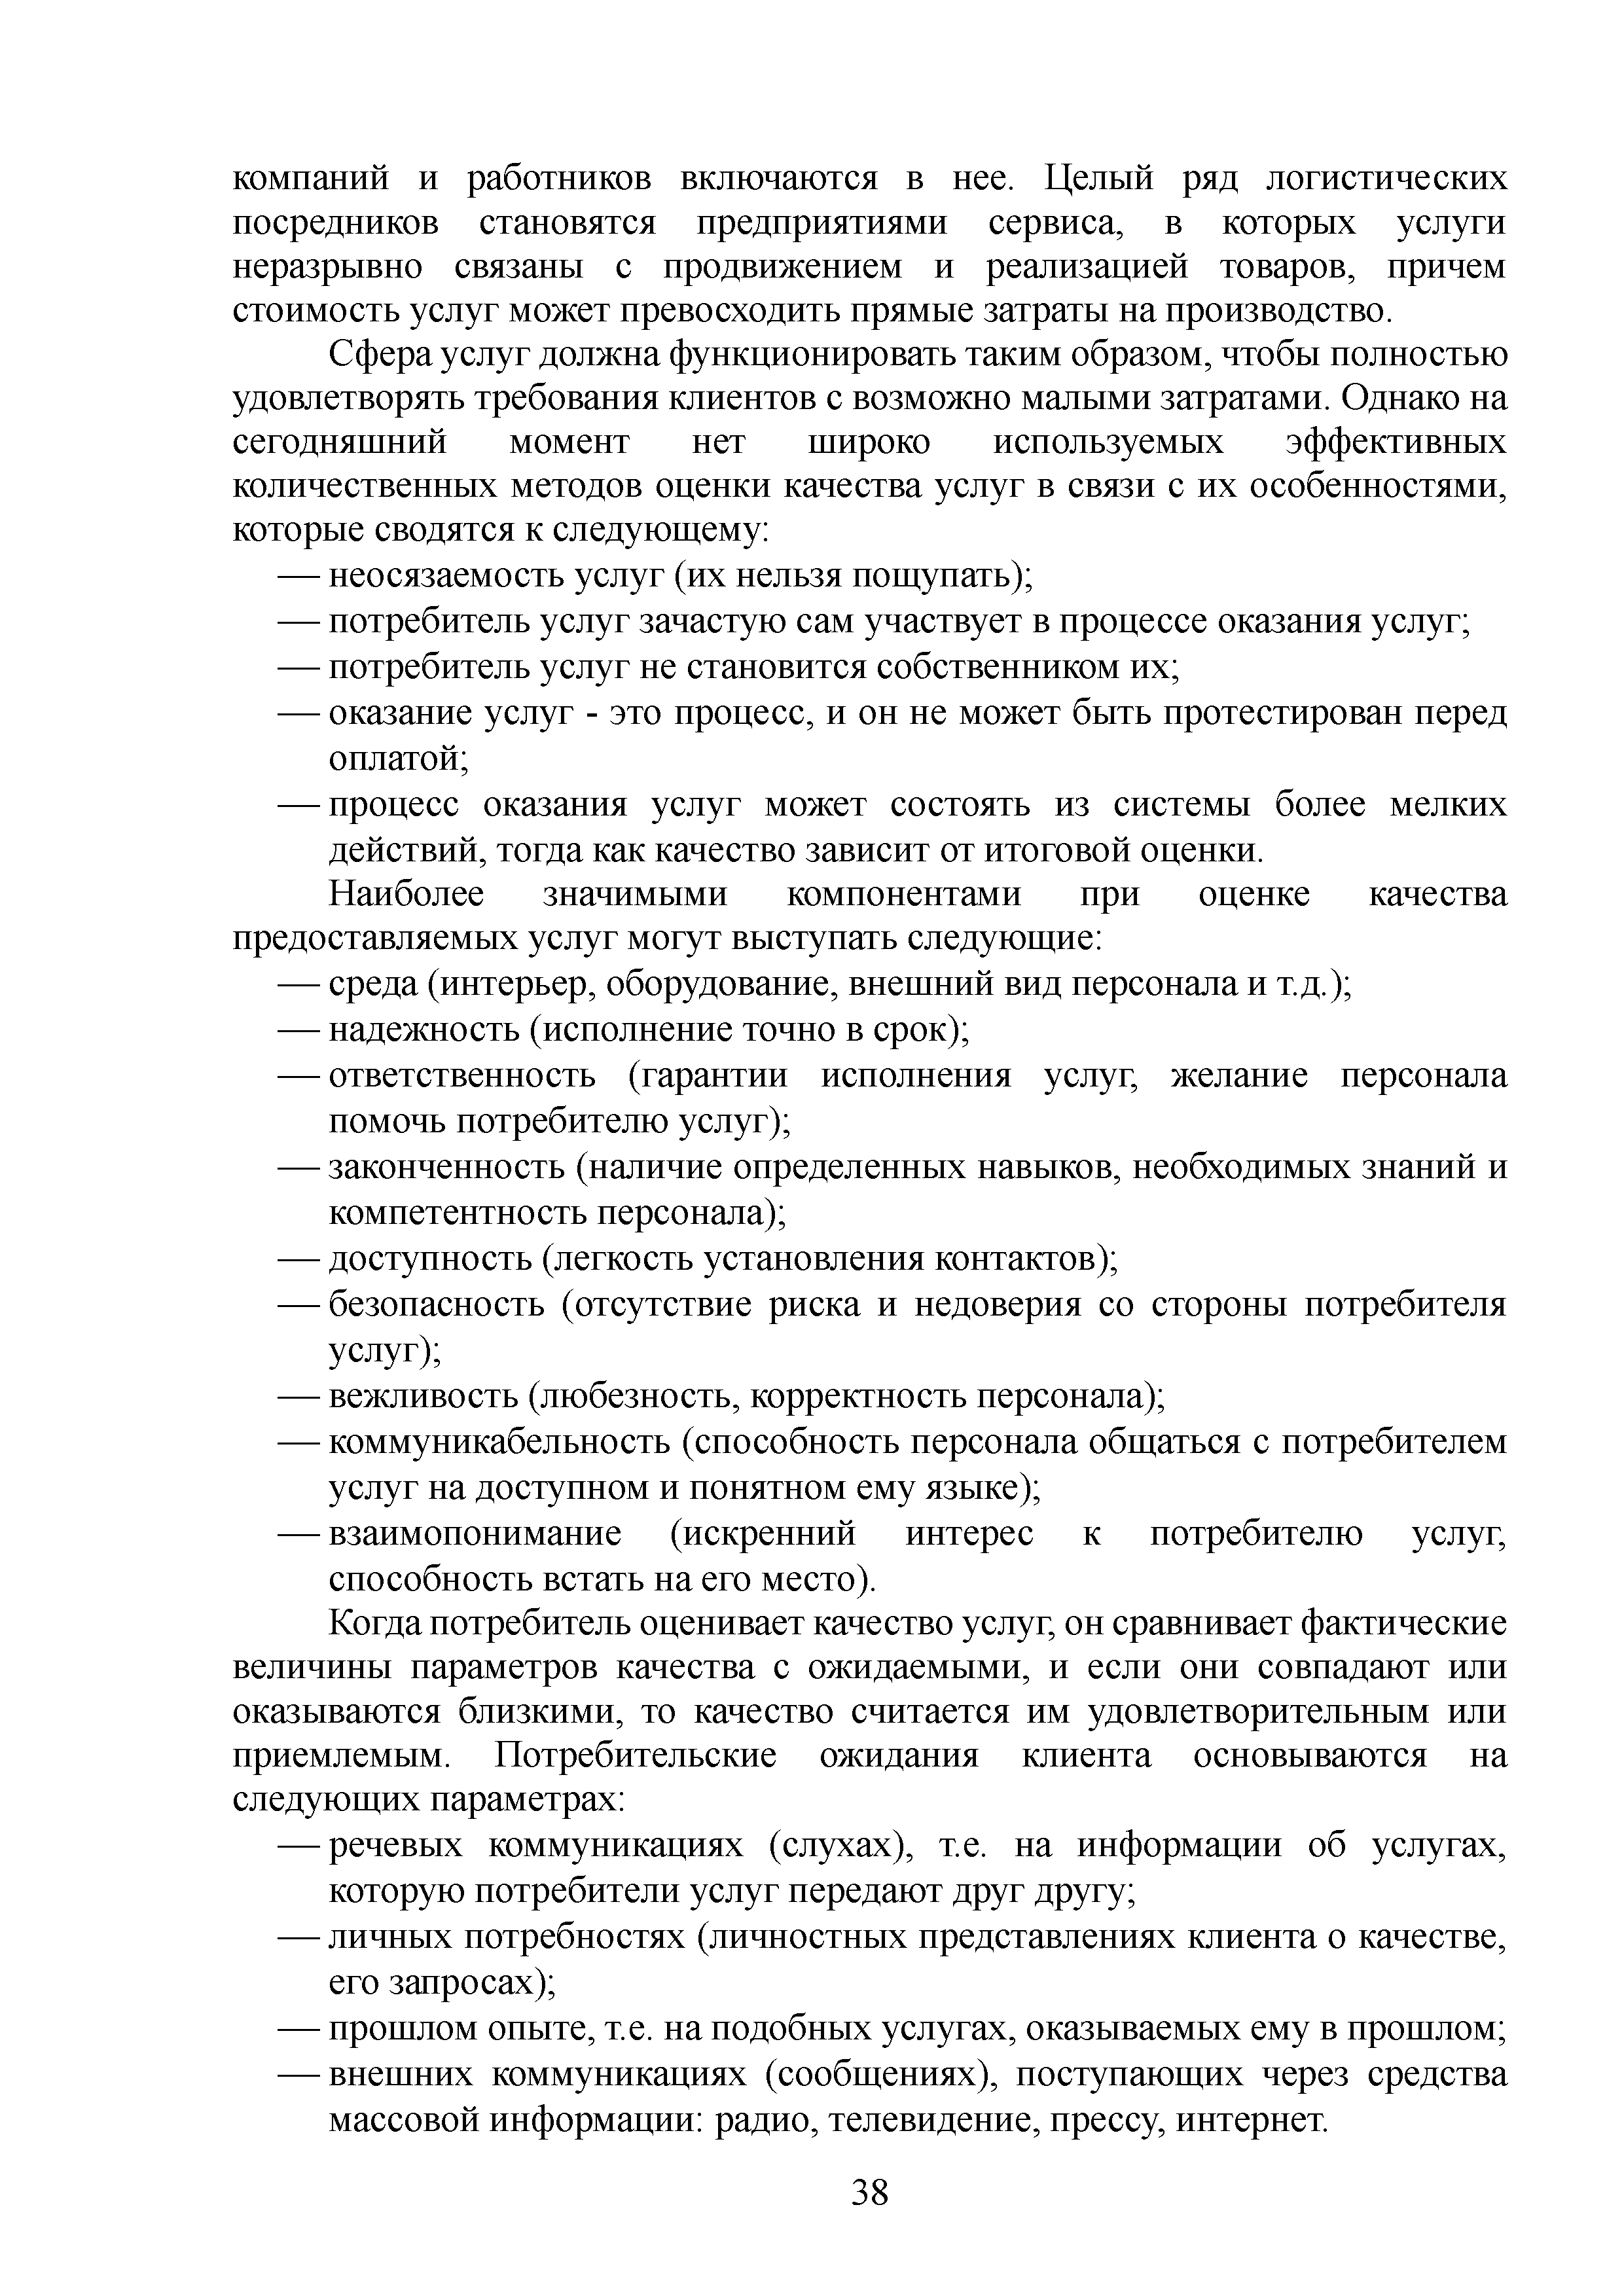 компаний и работников включаются в нее. Целый ряд логистических
посредников становятся предприятиями сервиса, в которых услуги
неразрывно связаны с продвижением и реализацией товаров, причем
стоимость услуг может превосходить прямые затраты на производство.
Сфера услуг должна функционировать таким образом, чтобы полностью
удовлетворять требования клиентов с возможно малыми затратами. Однако на
сегодняшний момент нет широко используемых эффективных
количественных методов оценки качества услуг в связи с их особенностями,
которые сводятся к следующему:
— неосязаемость услуг (их нельзя пощупать);
— потребитель услуг зачастую сам участвует в процессе оказания услуг;
— потребитель услуг не становится собственником их;
— оказание услуг - это процесс, и он не может быть протестирован перед
оплатой;
— процесс оказания услуг может состоять из системы более мелких
действий, тогда как качество зависит от итоговой оценки.
Наиболее значимыми компонентами при оценке качества
предоставляемых услуг могут выступать следующие:
— среда (интерьер, оборудование, внешний вид персонала и т.д.);
— надежность (исполнение точно в срок);
— ответственность (гарантии исполнения услуг, желание персонала
помочь потребителю услуг);
— законченность (наличие определенных навыков, необходимых знаний и
компетентность персонала);
— доступность (легкость установления контактов);
— безопасность (отсутствие риска и недоверия со стороны потребителя
услуг);
— вежливость (любезность, корректность персонала);
— коммуникабельность (способность персонала общаться с потребителем
услуг на доступном и понятном ему языке);
— взаимопонимание (искренний интерес к потребителю услуг,
способность встать на его место).
Когда потребитель оценивает качество услуг, он сравнивает фактические
величины параметров качества с ожидаемыми, и если они совпадают или
оказываются близкими, то качество считается им удовлетворительным или
приемлемым. Потребительские ожидания клиента основываются на
следующих параметрах:
— речевых коммуникациях (слухах), т.е. на информации об услугах,
которую потребители услуг передают друг другу;
— личных потребностях (личностных представлениях клиента о качестве,
его запросах);
— прошлом опыте, т.е. на подобных услугах, оказываемых ему в прошлом;
— внешних коммуникациях (сообщениях), поступающих через средства
массовой информации: радио, телевидение, прессу, интернет.
38